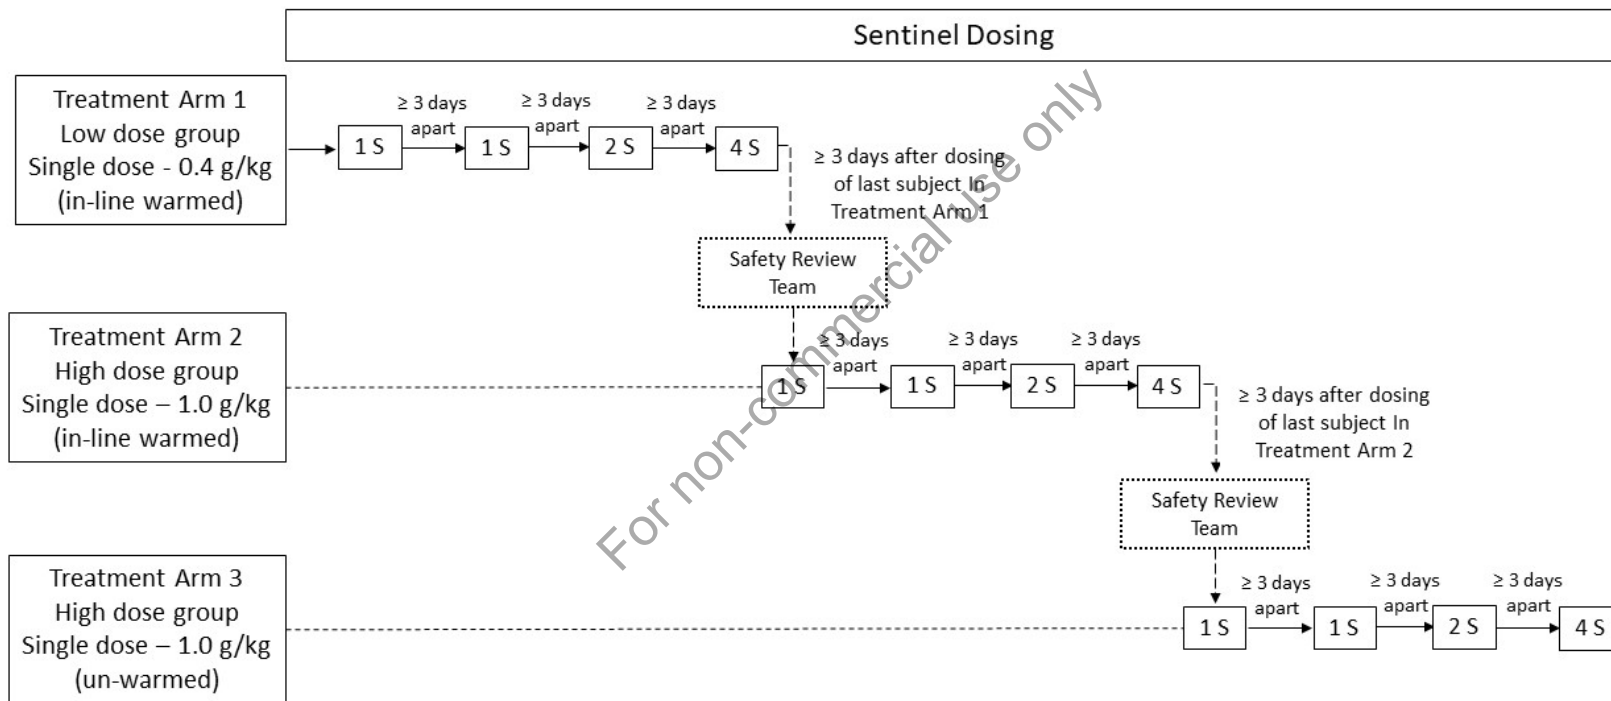 Sentinel Dosing
Treatment Arm 1
Low dose group
Single dose - 0.4 g/kg
(in-line warmed)
1 S
≥ 3 days
apart
1 S
≥ 3 days
apart
2 S
≥ 3 days
apart
4 S
≥ 3 days after dosing
of last subject In
Treatment Arm 1
Safety Review
Team
Treatment Arm 2
High dose group
Single dose – 1.0 g/kg
(in-line warmed)
1 S
≥ 3 days
apart
1 S
≥ 3 days
apart
2 S
≥ 3 days
apart
4 S
≥ 3 days after dosing
of last subject In
Treatment Arm 2
Safety Review
Team
Treatment Arm 3
High dose group
Single dose – 1.0 g/kg
(un-warmed)
1 S
≥ 3 days
apart
1 S
≥ 3 days
apart
2 S
≥ 3 days
apart
4 S
For non-commercial use only